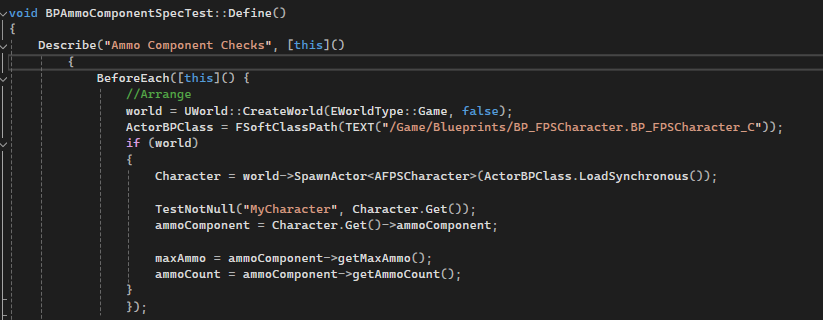 void BPAmmoComponentSpecTest::Define()
{
Describe("Ammo Component Checks", [this]()
{
BeforeEach([this]() {
//Arrange
world = UWorld::CreateWorld(EWorldType::Game, false);
ActorBPClass = FSoftClassPath(TEXT("/Game/Blueprints/BP_FPSCharacter.BP_FPSCharacter_C"));
if (world)
{
Character = world->SpawnActor<AFPSCharacter>(ActorBPClass.LoadSynchronous());
TestNotNull("MyCharacter", Character.Get());
ammoComponent = Character.Get()->ammoComponent;
maxAmmo = ammoComponent->getMaxAmmo();
ammoCount = ammoComponent->getAmmoCount();
}
});